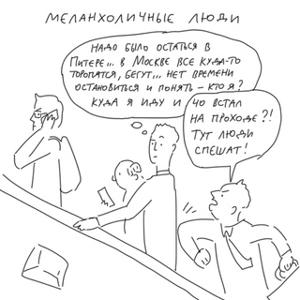 МЕЛАНХОЛИЧНЫЕ ЛЮДИ
НАДО БЫЛО ОСТАТЬСЯ В
ПИТЕРЕ... В МОСКВЕ ВСЕ КУДА-ТО
ТОРОПЯТСЯ, БЕГУТ... НЕТ ВРЕМЕНИ
ОСТАНОВИТЬСЯ И ПОНЯТЬ – КТО Я?
КУДА Я ИДУ И
ЧО ВСТАЛ
НА ПРОХОДЕ?!
ТУТ ЛЮДИ
СПЕШАТ!